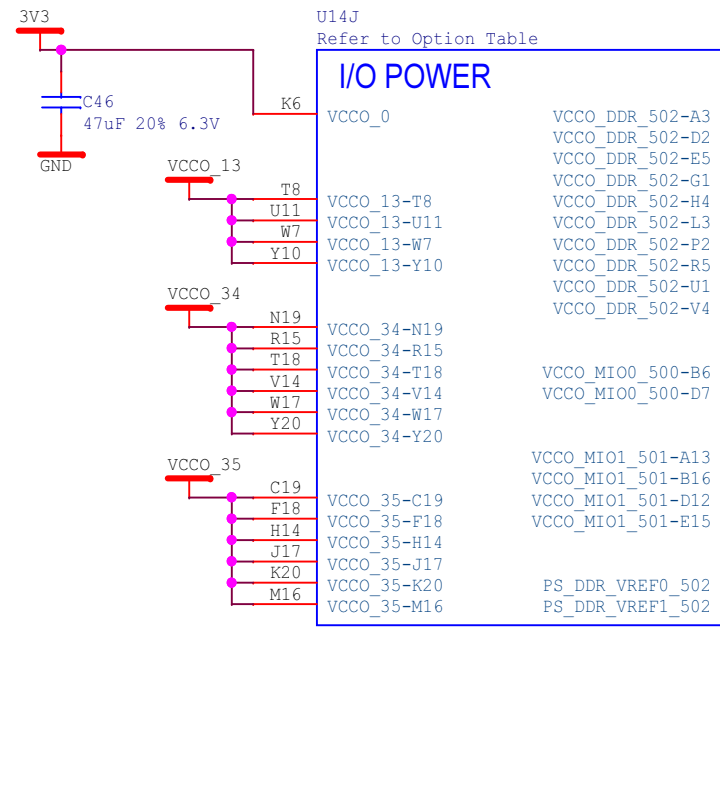 3V3
C46
47uF 20% 6.3V
GND
U14J
Refer to Option Table
I/O POWER
K6
VCCO_0
VCCO_13
T8
U11
W7
Y10
VCCO_13-T8
VCCO_13-U11
VCCO_13-W7
VCCO_13-Y10
VCCO_34
N19
R15
T18
V14
W17
Y20
VCCO_34-N19
VCCO_34-R15
VCCO_34-T18
VCCO_34-V14
VCCO_34-W17
VCCO_34-Y20
VCCO_35
C19
F18
H14
J17
K20
M16
VCCO_35-C19
VCCO_35-F18
VCCO_35-H14
VCCO_35-J17
VCCO_35-K20
VCCO_35-M16
VCCO_DDR_502-A3
VCCO_DDR_502-D2
VCCO_DDR_502-E5
VCCO_DDR_502-G1
VCCO_DDR_502-H4
VCCO_DDR_502-L3
VCCO_DDR_502-P2
VCCO_DDR_502-R5
VCCO_DDR_502-U1
VCCO_DDR_502-V4
VCCO_MIO0_500-B6
VCCO_MIO0_500-D7
VCCO_MIO1_501-A13
VCCO_MIO1_501-B16
VCCO_MIO1_501-D12
VCCO_MIO1_501-E15
PS_DDR_VREF0_502
PS_DDR_VREF1_502